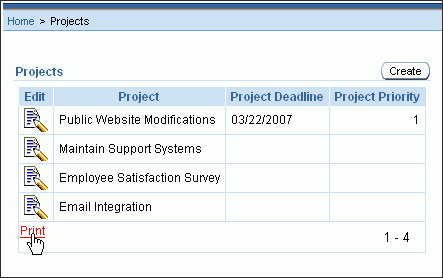 Home > Projects
Projects Create
Edit Project Project Deadline Project Priority
Public Website Modifications 03/22/2007 1
Maintain Support Systems
Employee Satisfaction Survey
Email Integration
Print 1 - 4